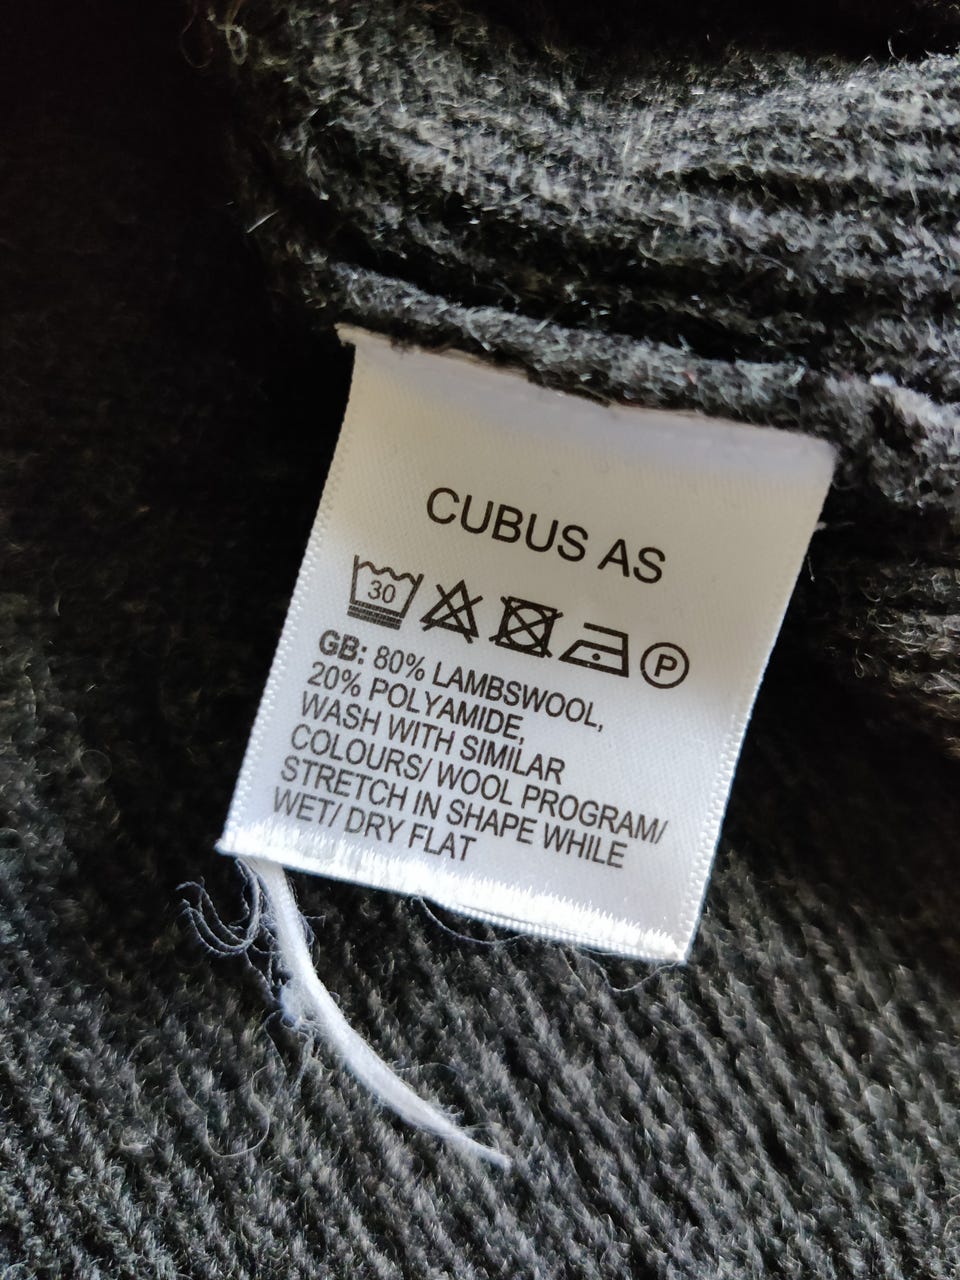 CUBUS AS
30
P
GB: 80% LAMBSWOOL,
20% POLYAMIDE,
WASH WITH SIMILAR
COLOURS/ WOOL PROGRAM/
STRETCH IN SHAPE WHILE
WET/ DRY FLAT